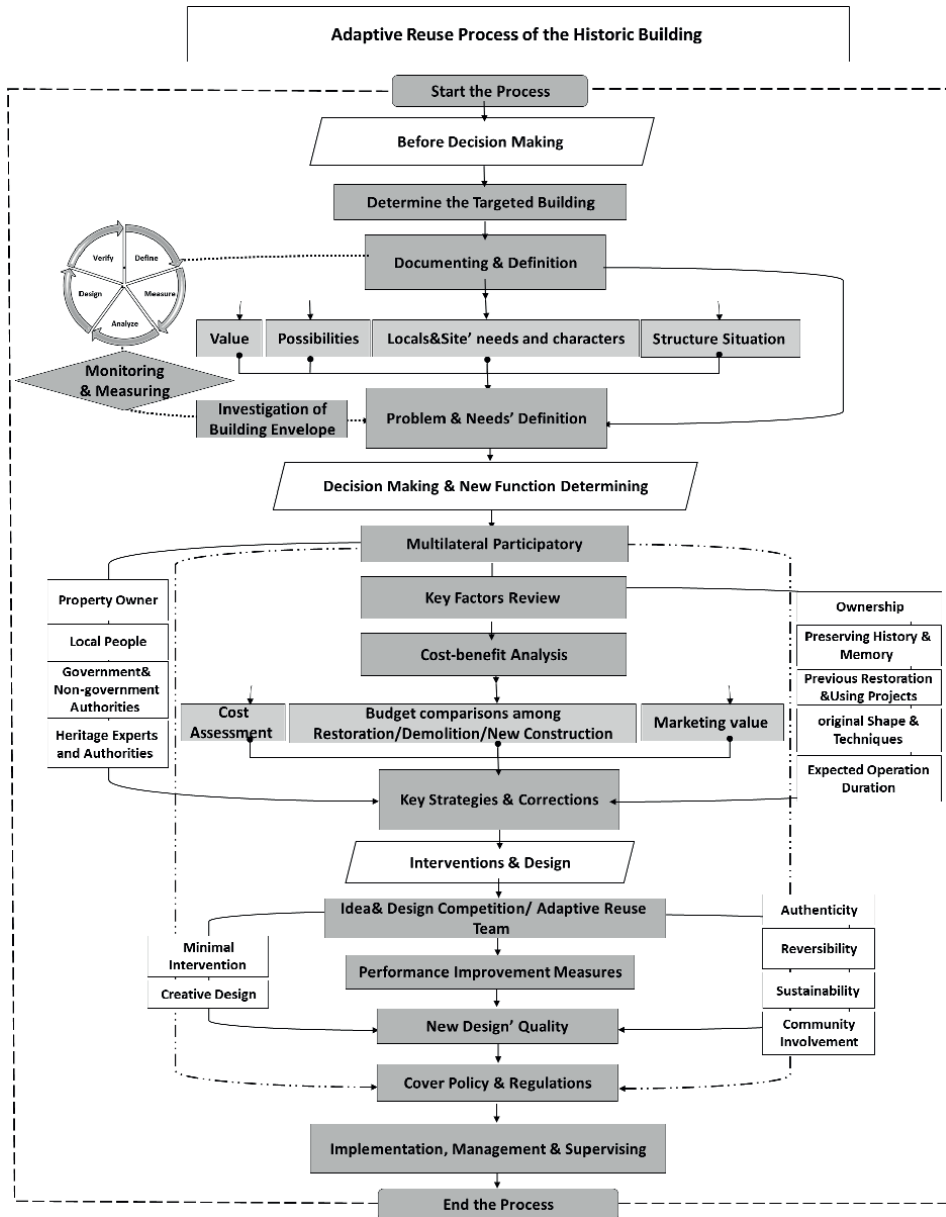 Adaptive Reuse Process of the Historic Building
Start the Process
Before Decision Making
Determine the Targeted Building
Documenting & Definition
Verify
Define
Design
Measure
Analyze
Value
Possibilities
Locals&Site' needs and characters
Structure Situation
Monitoring
& Measuring
Investigation of
Building Envelope
Problem & Needs' Definition
Decision Making & New Function Determining
Multilateral Participatory
Property Owner
Local People
Government&
Non-government
Authorities
Heritage Experts and
Authorities
Key Factors Review
Ownership
Preserving History &
Memory
Previous Restoration
&Using Projects
original Shape &
Techniques
Expected Operation
Duration
Cost-benefit Analysis
Cost
Assessment
Budget comparisons among
Restoration/Demolition/New Construction
Marketing value
Key Strategies & Corrections
Interventions & Design
Idea& Design Competition/ Adaptive Reuse
Team
Minimal
Intervention
Creative Design
Authenticity
Reversibility
Sustainability
Community
Involvement
Performance Improvement Measures
New Design' Quality
Cover Policy & Regulations
Implementation, Management & Supervising
End the Process